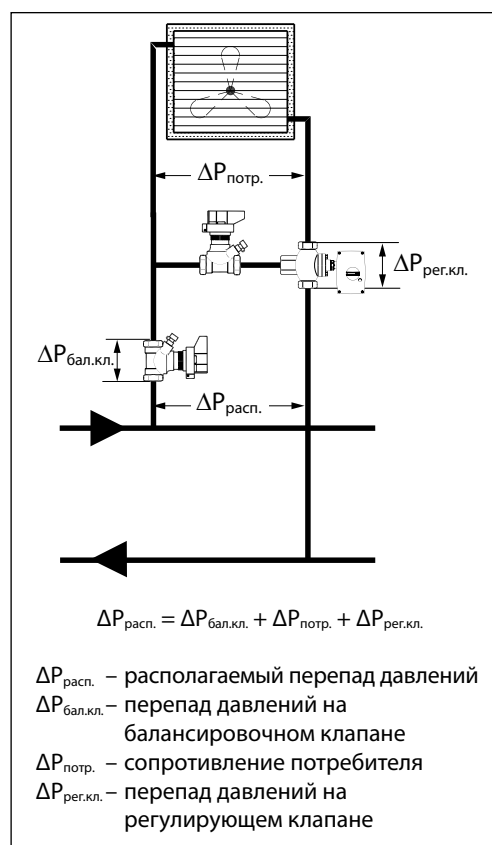 ΔPпотр.
ΔPрег.кл.
ΔPбал.кл.
ΔPрасп.
ΔPрасп. = ΔPбал.кл. + ΔPпотр. + ΔPрег.кл.
ΔPрасп. – располагаемый перепад давлений
ΔPбал.кл.– перепад давлений на
балансировочном клапане
ΔPпотр. – сопротивление потребителя
ΔPрег.кл.– перепад давлений на
регулирующем клапане